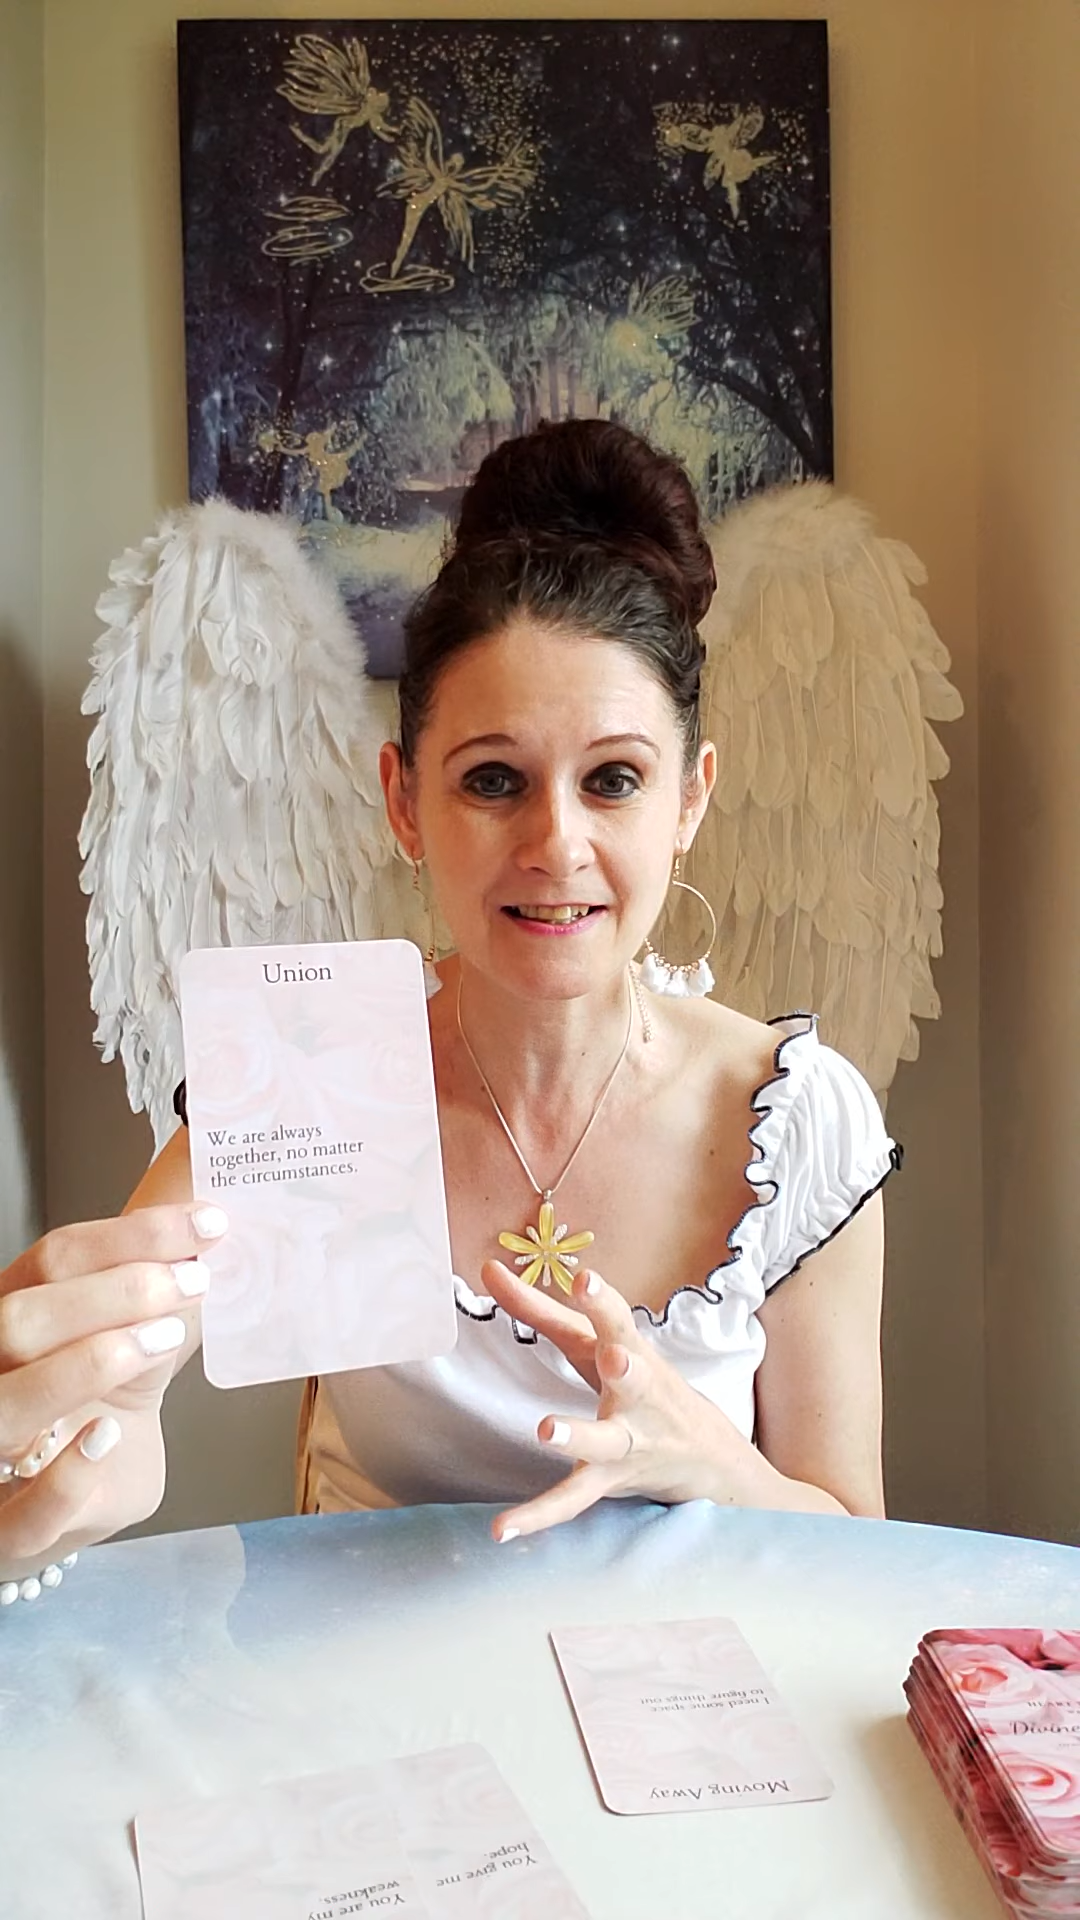 Union
We are always
together, no matter
the circumstances.
Moving Away
I need some space
to figure things out
You give me
hope.
You are my
weakness.
Divine